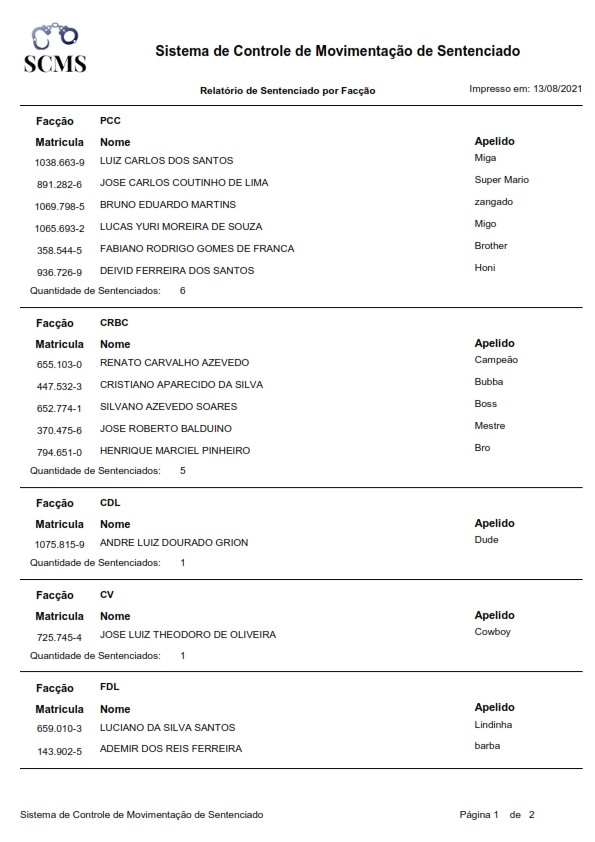 SCMS
Sistema de Controle de Movimentação de Sentenciado
Relatório de Sentenciado por Facção
Impresso em: 13/08/2021
Facção PCC
Matricula Nome Apelido
1038.663-9 LUIZ CARLOS DOS SANTOS Miga
891.282-6 JOSE CARLOS COUTINHO DE LIMA Super Mario
1069.798-5 BRUNO EDUARDO MARTINS zangado
1065.693-2 LUCAS YURI MOREIRA DE SOUZA Migo
358.544-5 FABIANO RODRIGO GOMES DE FRANCA Brother
936.726-9 DEIVID FERREIRA DOS SANTOS Honi
Quantidade de Sentenciados: 6
Facção CRBC
Matricula Nome Apelido
655.103-0 RENATO CARVALHO AZEVEDO Campeão
447.532-3 CRISTIANO APARECIDO DA SILVA Bubba
652.774-1 SILVANO AZEVEDO SOARES Boss
370.475-6 JOSE ROBERTO BALDUINO Mestre
794.651-0 HENRIQUE MARCIEL PINHEIRO Bro
Quantidade de Sentenciados: 5
Facção CDL
Matricula Nome Apelido
1075.815-9 ANDRE LUIZ DOURADO GRION Dude
Quantidade de Sentenciados: 1
Facção CV
Matricula Nome Apelido
725.745-4 JOSE LUIZ THEODORO DE OLIVEIRA Cowboy
Quantidade de Sentenciados: 1
Facção FDL
Matricula Nome Apelido
659.010-3 LUCIANO DA SILVA SANTOS Lindinha
143.902-5 ADEMIR DOS REIS FERREIRA barba
Sistema de Controle de Movimentação de Sentenciado Página 1 de 2